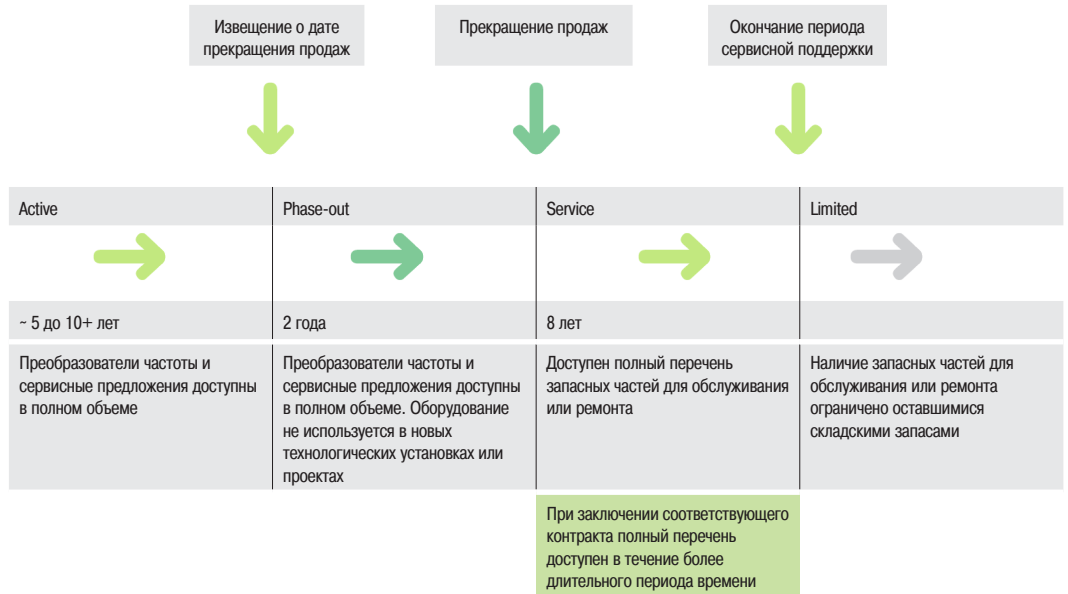 Извещение о дате
прекращения продаж
Прекращение продаж
Окончание периода
сервисной поддержки
Active
Phase-out
Service
Limited
~ 5 до 10+ лет
2 года
8 лет
Преобразователи частоты и
сервисные предложения доступны
в полном объеме
Преобразователи частоты и
сервисные предложения доступны
в полном объеме. Оборудование
не используется в новых
технологических установках или
проектах
Доступен полный перечень
запасных частей для обслуживания
или ремонта
Наличие запасных частей для
обслуживания или ремонта
ограничено оставшимися
складскими запасами
При заключении соответствующего
контракта полный перечень
доступен в течение более
длительного периода времени